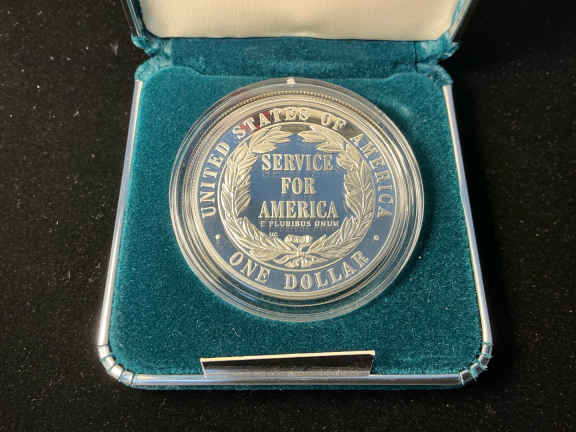 UNITED STATES OF AMERICA
SERVICE
FOR
AMERICA
E PLURIBUS UNUM
ONE DOLLAR